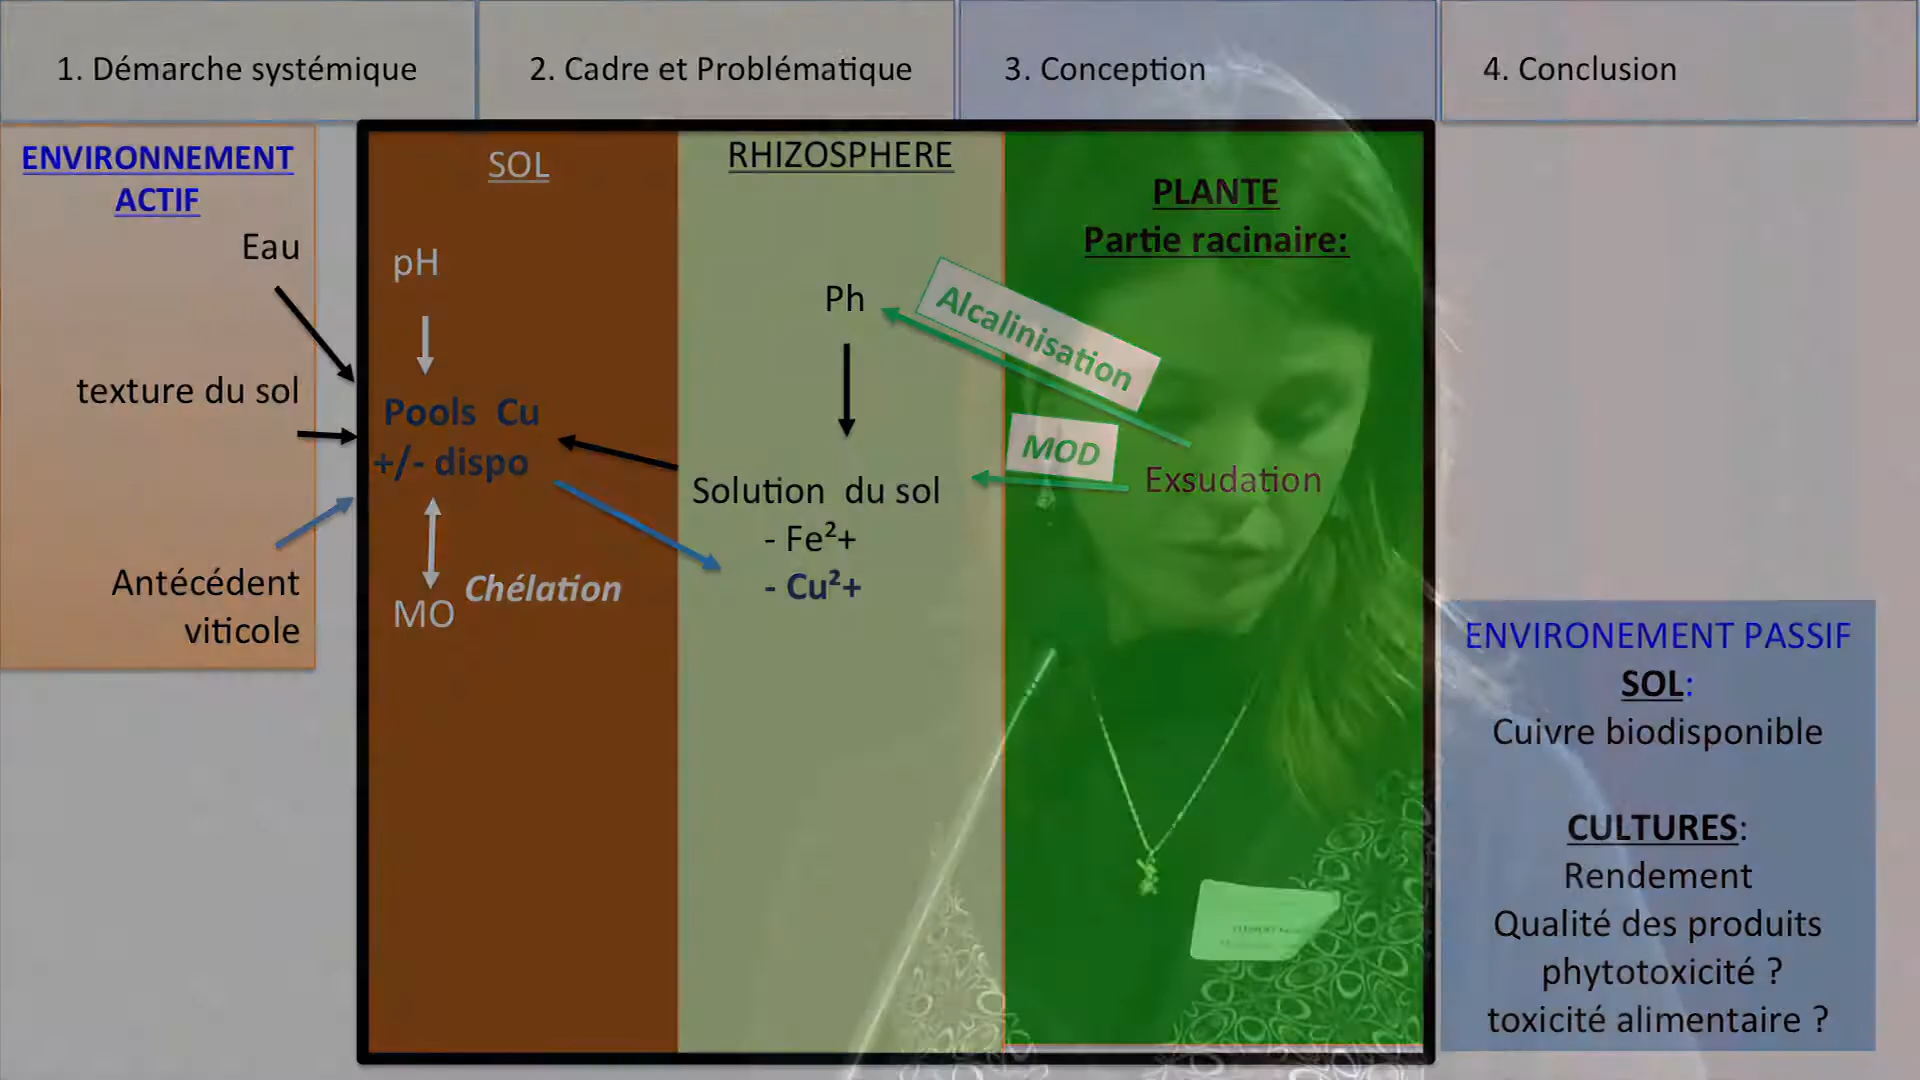 1. Démarche systémique
2. Cadre et Problématique
3. Conception
4. Conclusion
ENVIRONNEMENT
ACTIF
Eau
texture du sol
Antécédent
viticole
SOL
pH
Pools Cu
+/- dispo
MO
Chélation
RHIZOSPHERE
Ph
Solution du sol
- Fe²+
- Cu²+
PLANTE
Partie racinaire:
Alcalinisation
MOD
Exsudation
ENVIRONEMENT PASSIF
SOL:
Cuivre biodisponible
CULTURES:
Rendement
Qualité des produits
phytotoxicité ?
toxicité alimentaire ?